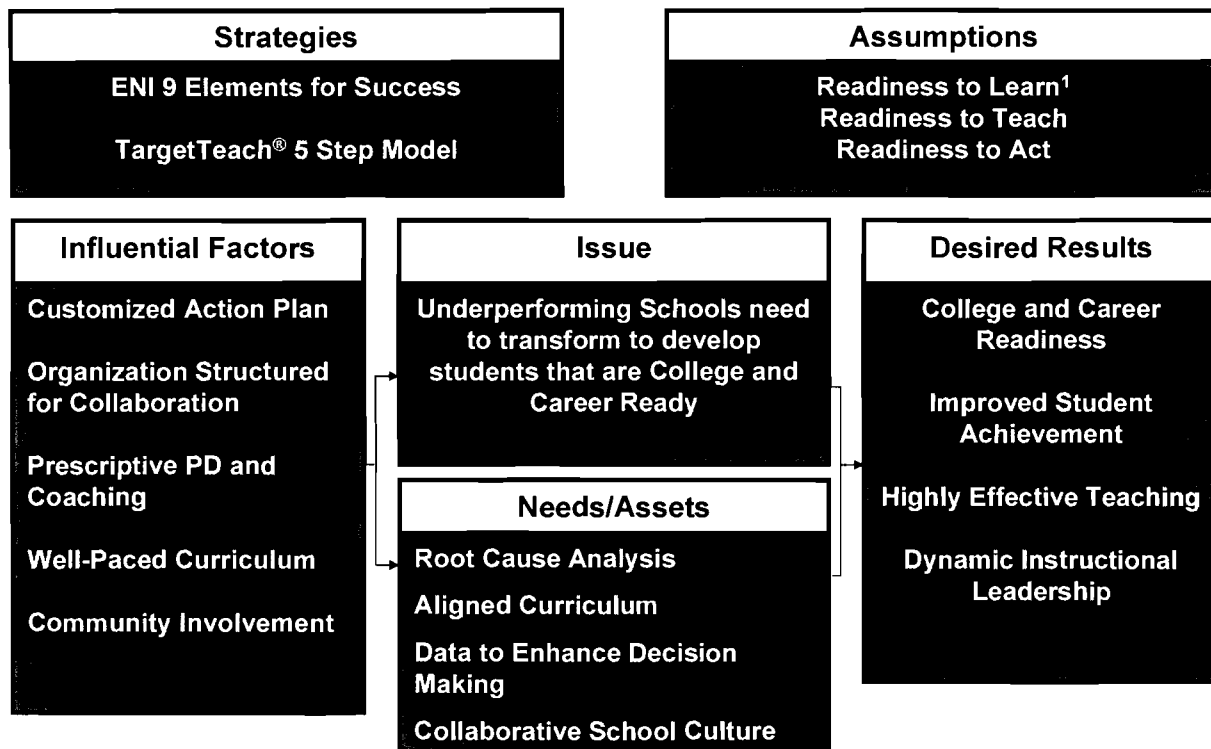 Strategies
ENI 9 Elements for Success
TargetTeach® 5 Step Model
Assumptions
Readiness to Learn¹
Readiness to Teach
Readiness to Act
Influential Factors
Customized Action Plan
Organization Structured
for Collaboration
Prescriptive PD and
Coaching
Well-Paced Curriculum
Community Involvement
Issue
Underperforming Schools need
to transform to develop
students that are College and
Career Ready
Needs/Assets
Root Cause Analysis
Aligned Curriculum
Data to Enhance Decision
Making
Collaborative School Culture
Desired Results
College and Career
Readiness
Improved Student
Achievement
Highly Effective Teaching
Dynamic Instructional
Leadership